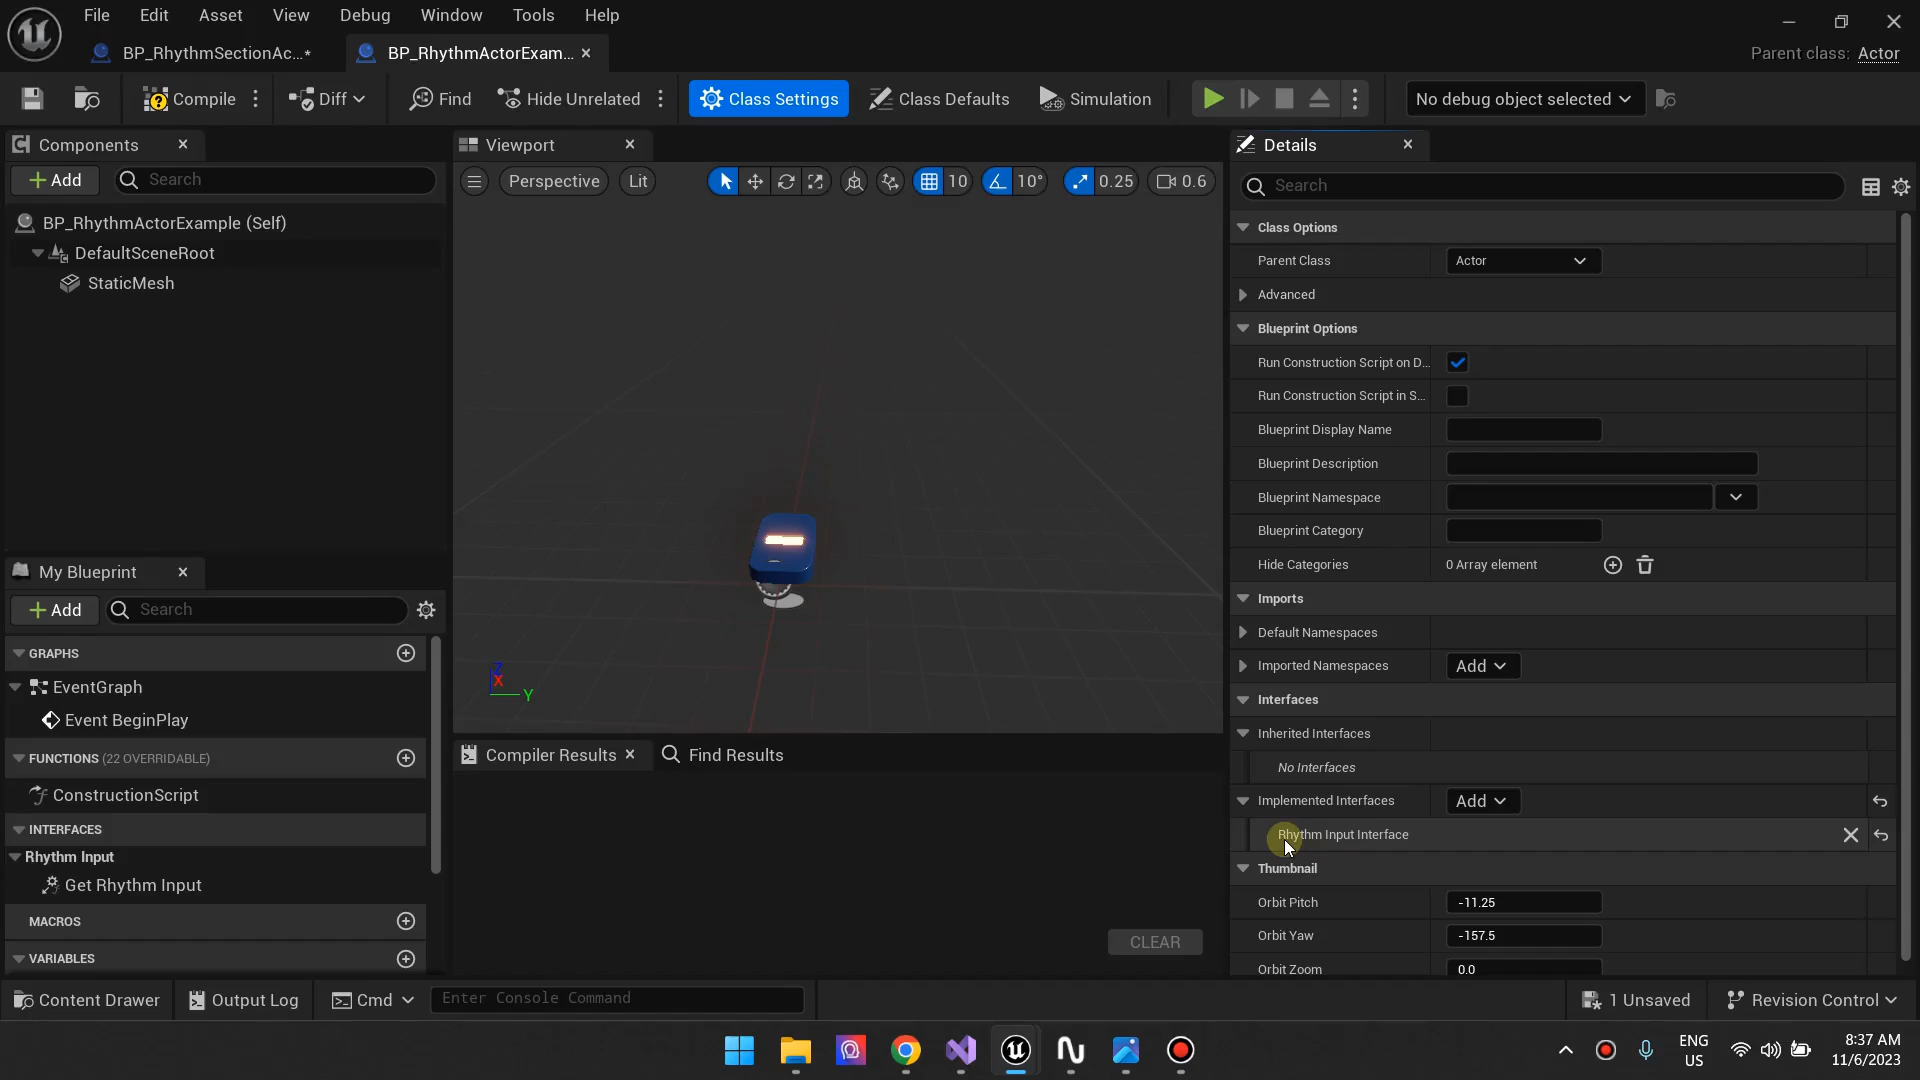 File Edit Asset View Debug Window Tools Help
BP_RhythmSectionAc...* BP_RhythmActorExam... Parent class: Actor
Compile Diff Find Hide Unrelated Class Settings Class Defaults Simulation No debug object selected
Components Viewport Details
Add Search Perspective Lit 10 10° 0.25 0.6 Search
BP_RhythmActorExample (Self)
DefaultSceneRoot
StaticMesh
Z
X
Y
My Blueprint
Add Search
GRAPHS
EventGraph
Event BeginPlay
FUNCTIONS (22 OVERRIDABLE)
ConstructionScript
INTERFACES
Rhythm Input
Get Rhythm Input
MACROS
VARIABLES
Compiler Results Find Results
CLEAR
Class Options
Parent Class Actor
Advanced
Blueprint Options
Run Construction Script on D...
Run Construction Script in S...
Blueprint Display Name
Blueprint Description
Blueprint Namespace
Blueprint Category
Hide Categories 0 Array element
Imports
Default Namespaces
Imported Namespaces Add
Interfaces
Inherited Interfaces
No Interfaces
Implemented Interfaces Add
Rhythm Input Interface
Thumbnail
Orbit Pitch -11.25
Orbit Yaw -157.5
Orbit Zoom 0.0
Content Drawer Output Log Cmd Enter Console Command 1 Unsaved Revision Control
ENG
US
8:37 AM
11/6/2023